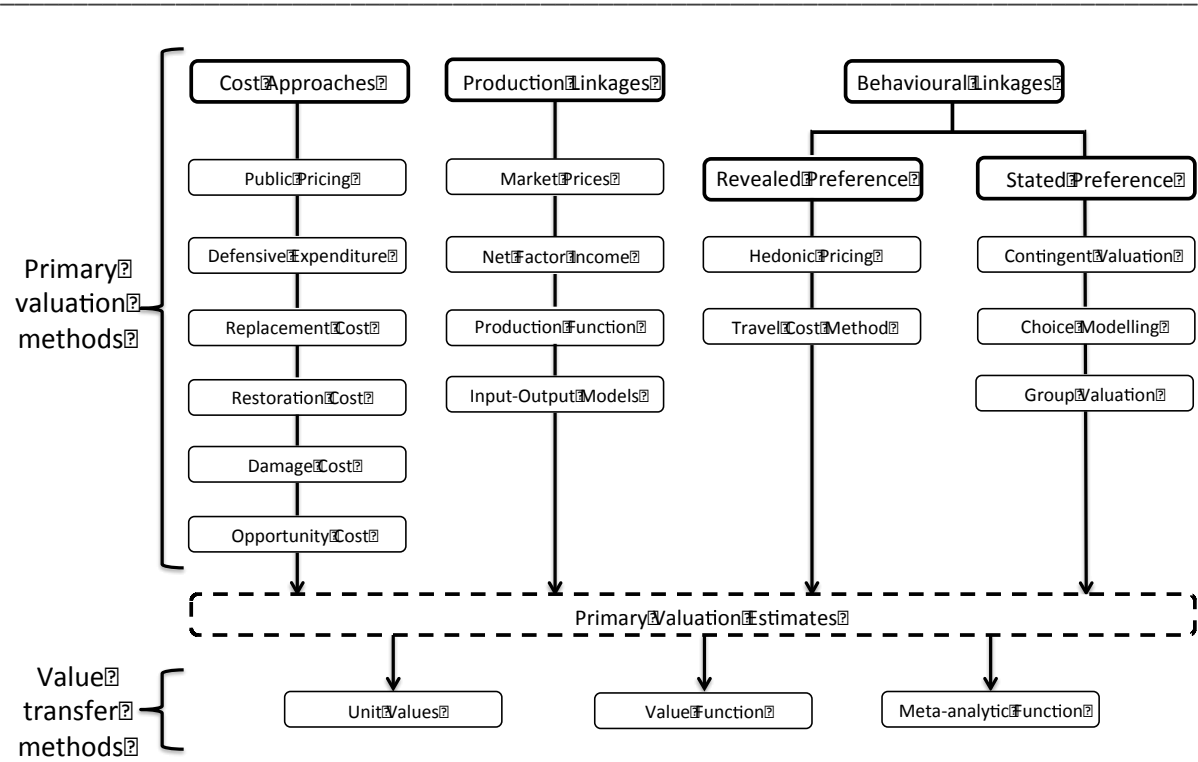 Cost Approaches
Production Linkages
Behavioural Linkages
Public Pricing
Market Prices
Revealed Preference
Stated Preference
Defensive Expenditure
Net Factor Income
Hedonic Pricing
Contingent Valuation
Primary
valuation
methods
Replacement Cost
Production Function
Travel Cost Method
Choice Modelling
Restoration Cost
Input-Output Models
Group Valuation
Damage Cost
Opportunity Cost
Primary Valuation Estimates
Value
transfer
methods
Unit Values
Value Function
Meta-analytic Function